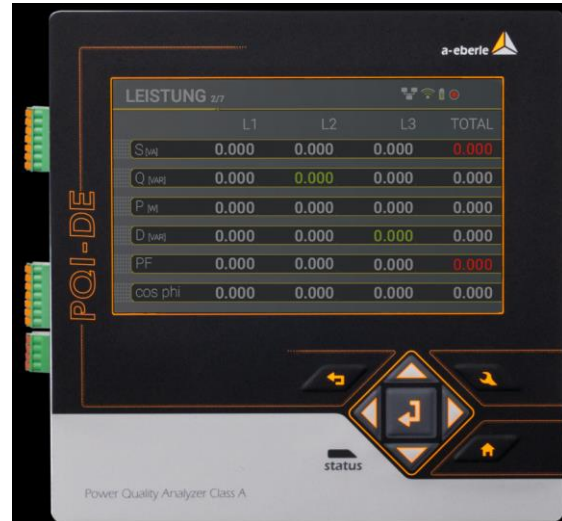 a-eberle
LEISTUNG 2/7
L1 L2 L3 TOTAL
S [VA] 0.000 0.000 0.000 0.000
Q [VAR] 0.000 0.000 0.000 0.000
P [W] 0.000 0.000 0.000 0.000
D [VAR] 0.000 0.000 0.000 0.000
PF 0.000 0.000 0.000 0.000
cos phi 0.000 0.000 0.000 0.000
PQI-DE
status
Power Quality Analyzer Class A